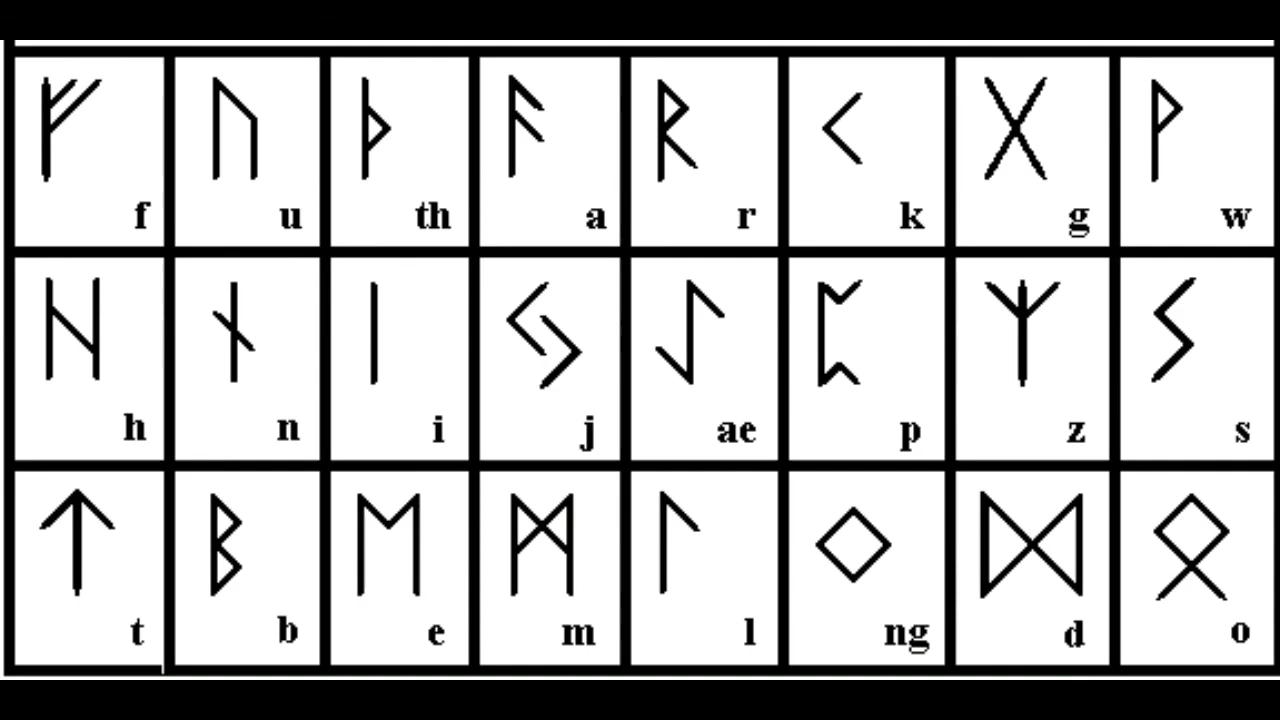 ᚠ ᚢ ᚦ ᚨ ᚱ ᚲ ᚷ ᚹ
f u th a r k g w
ᚺ ᚾ ᛁ ᛃ ᛇ ᛈ ᛉ ᛊ
h n i j ae p z s
ᛏ ᛒ ᛖ ᛗ ᛚ ᛜ ᛞ ᛟ
t b e m l ng d o